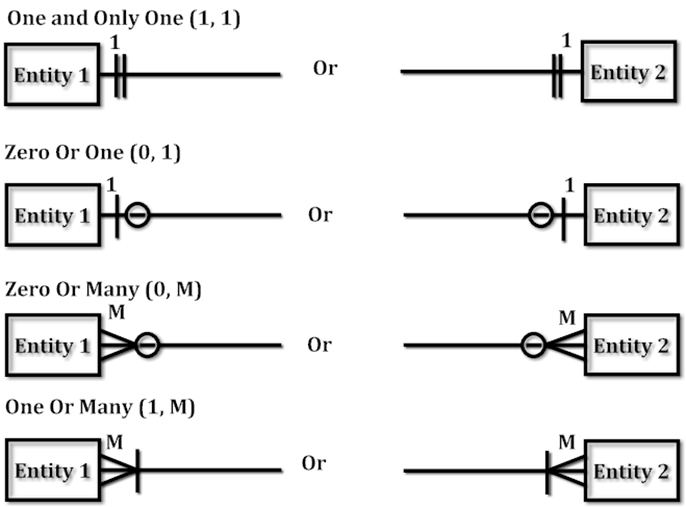 One and Only One (1, 1)
1
Entity 1
Or
1
Entity 2
Zero Or One (0, 1)
1
Entity 1
Or
1
Entity 2
Zero Or Many (0, M)
M
Entity 1
Or
M
Entity 2
One Or Many (1, M)
M
Entity 1
Or
M
Entity 2